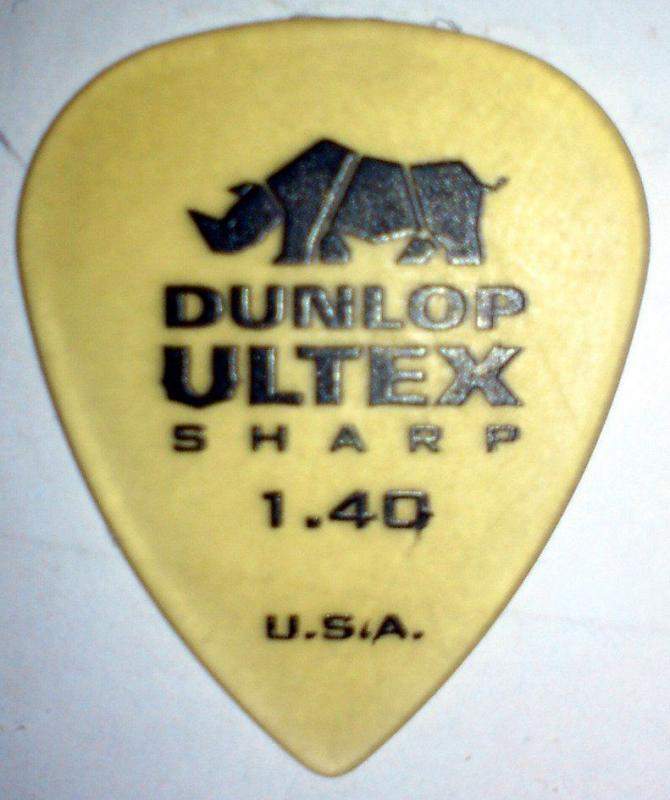 DUNLOP
ULTEX
SHARP
1.40
U.S.A.